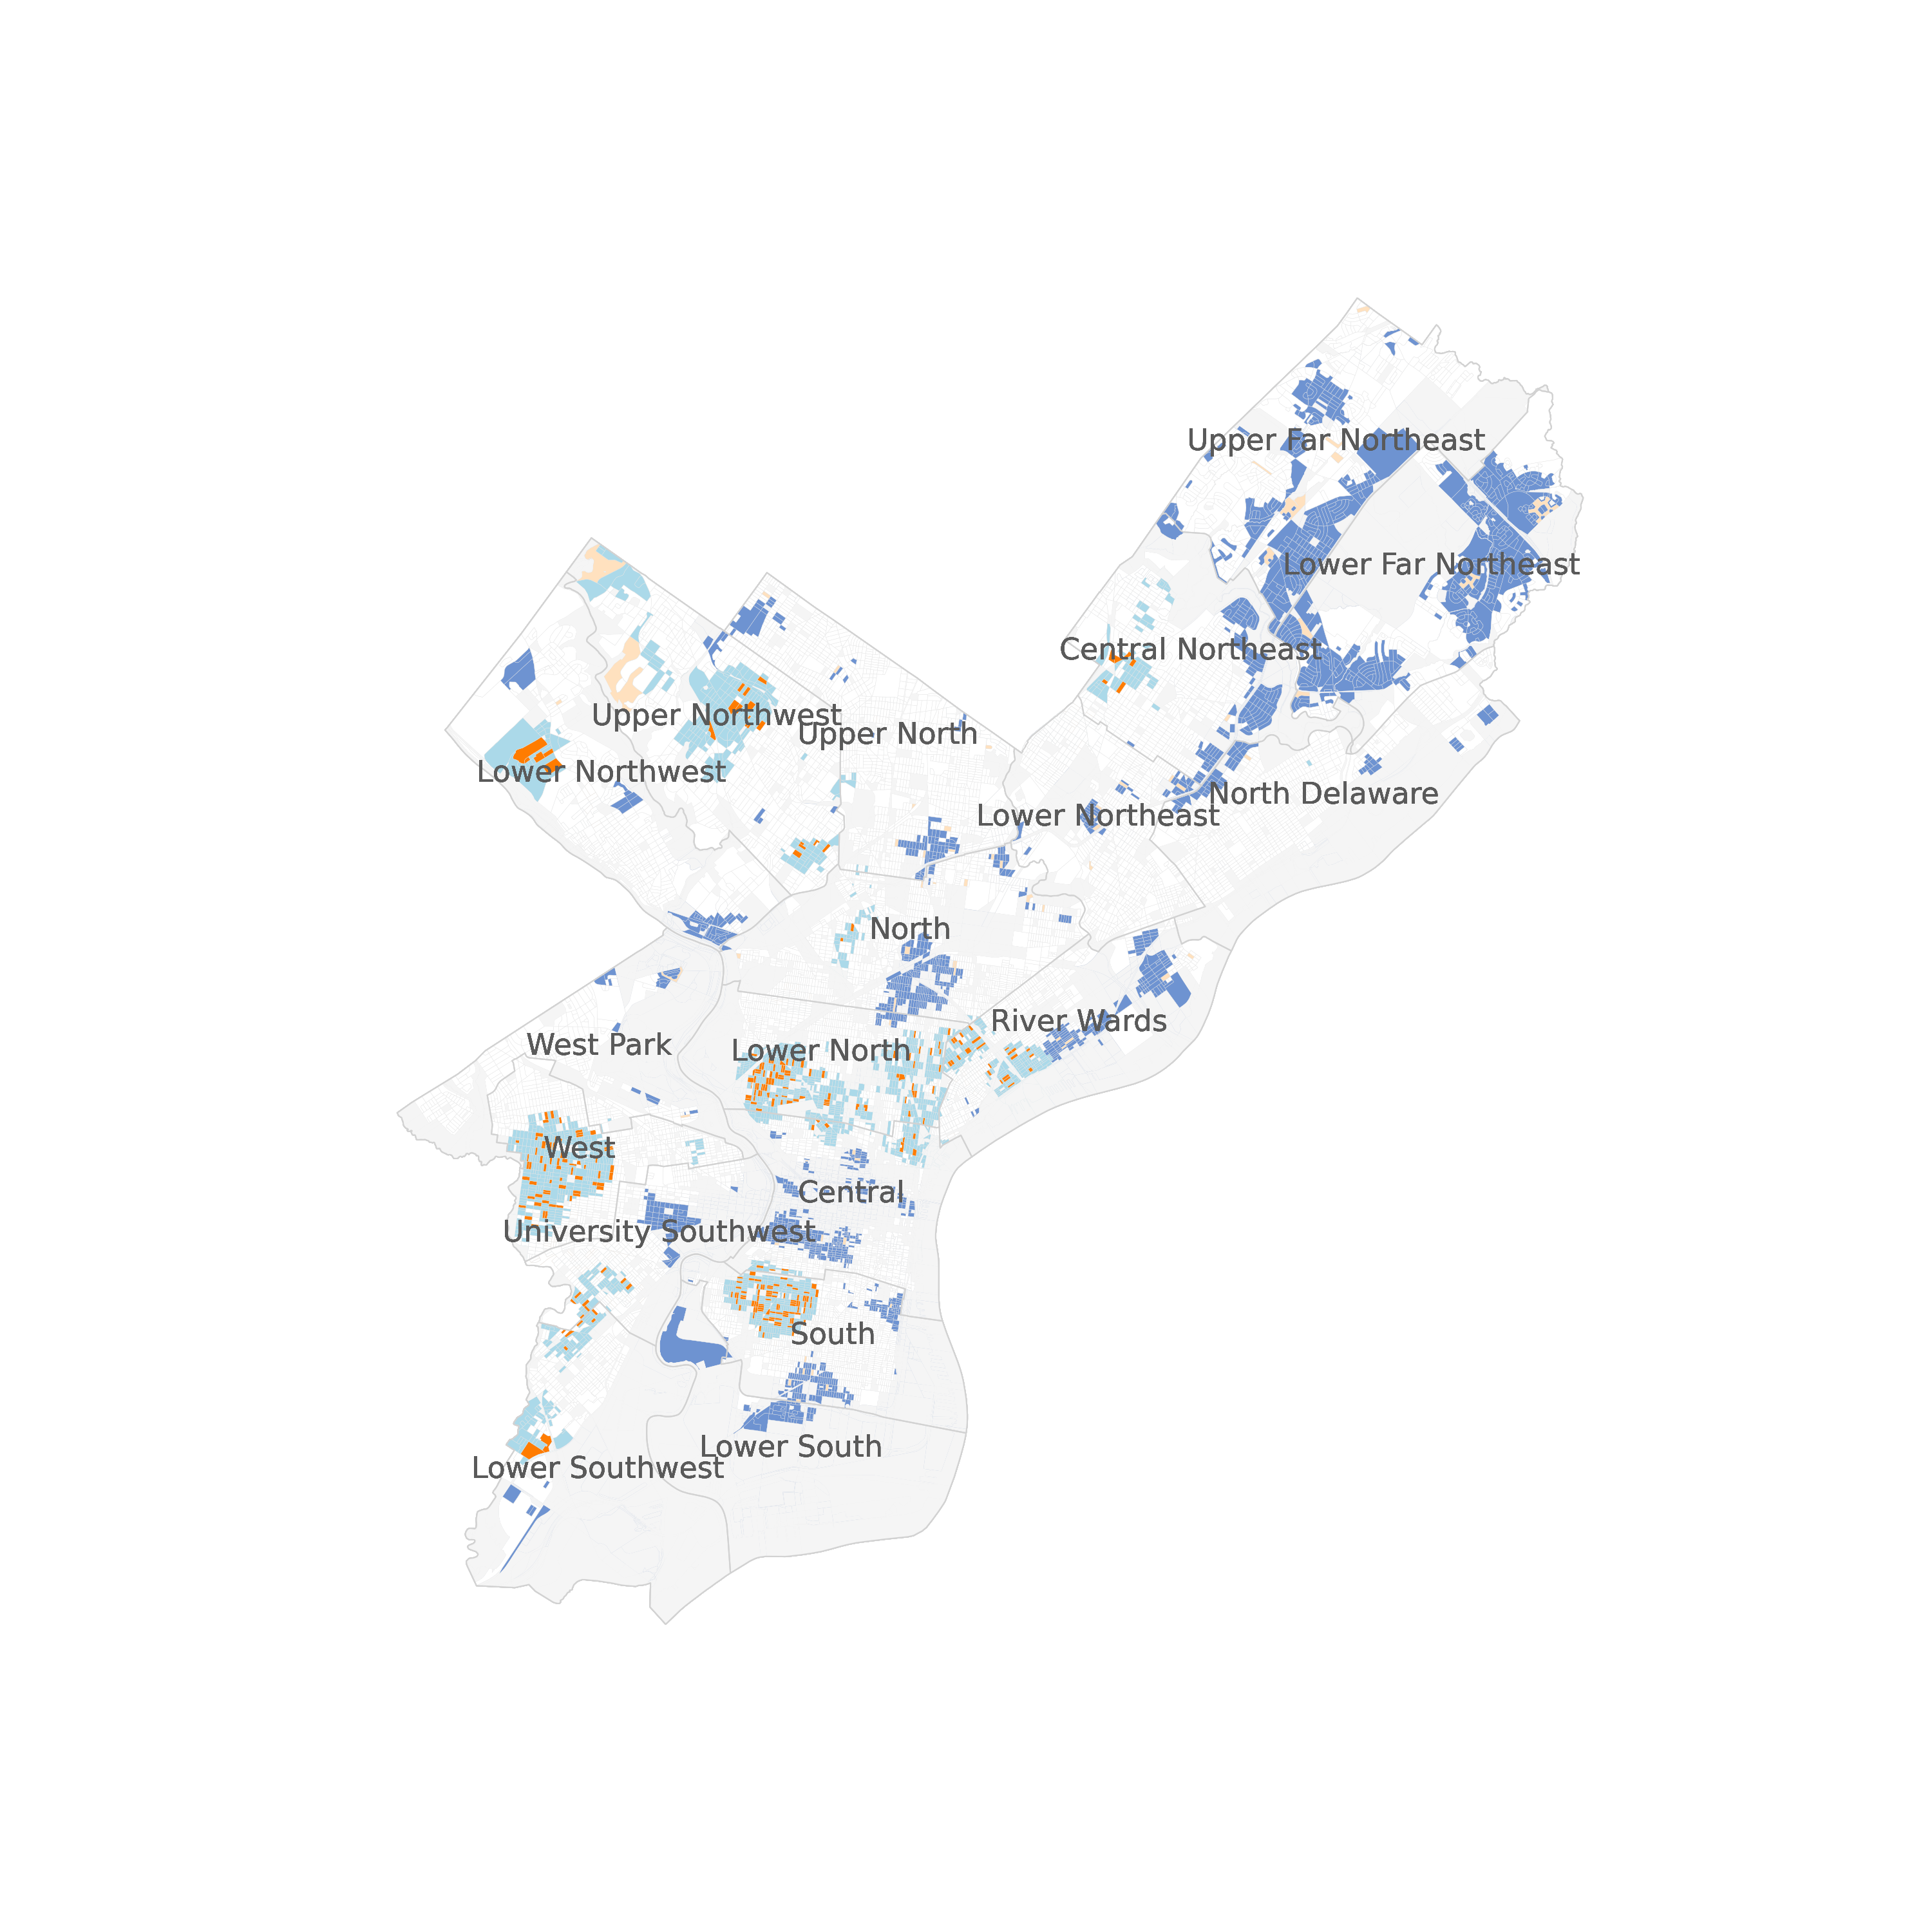 Upper Far Northeast
Lower Far Northeast
Central Northeast
Upper Northwest
Upper North
Lower Northwest
North Delaware
Lower Northeast
North
River Wards
West Park
Lower North
West
Central
University Southwest
South
Lower South
Lower Southwest